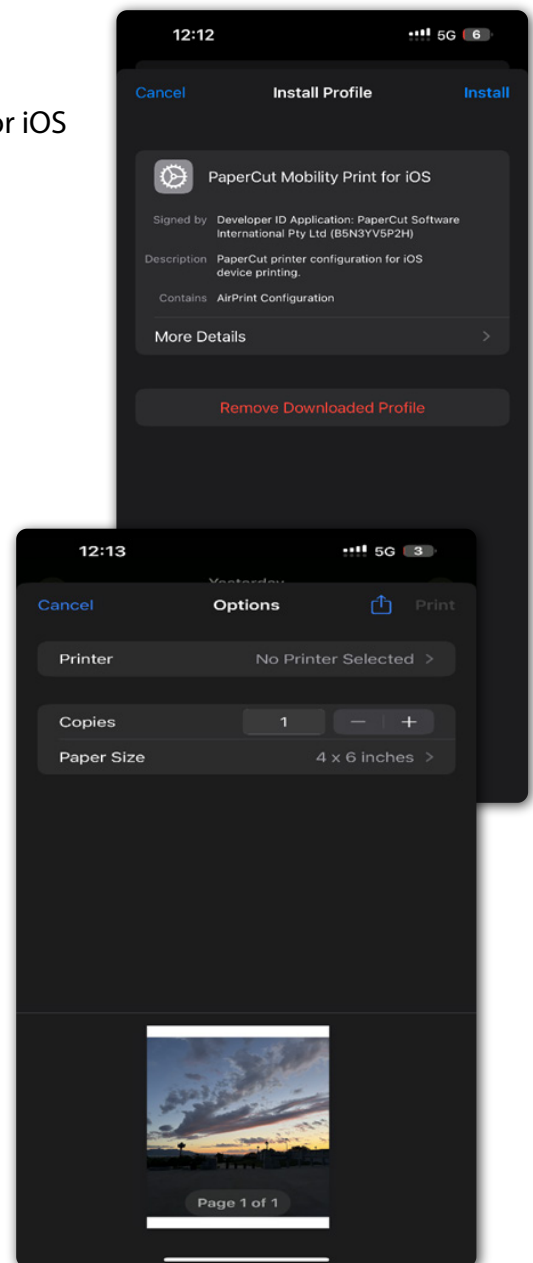 or iOS
12:12
5G 6
Cancel Install Profile Install
PaperCut Mobility Print for iOS
Signed by Developer ID Application: PaperCut Software
International Pty Ltd (B5N3YV5P2H)
Description PaperCut printer configuration for iOS
device printing.
Contains AirPrint Configuration
More Details
Remove Downloaded Profile
12:13
5G 3
Yesterday
Cancel Options Print
Printer No Printer Selected
Copies 1 − +
Paper Size 4 x 6 inches
Page 1 of 1